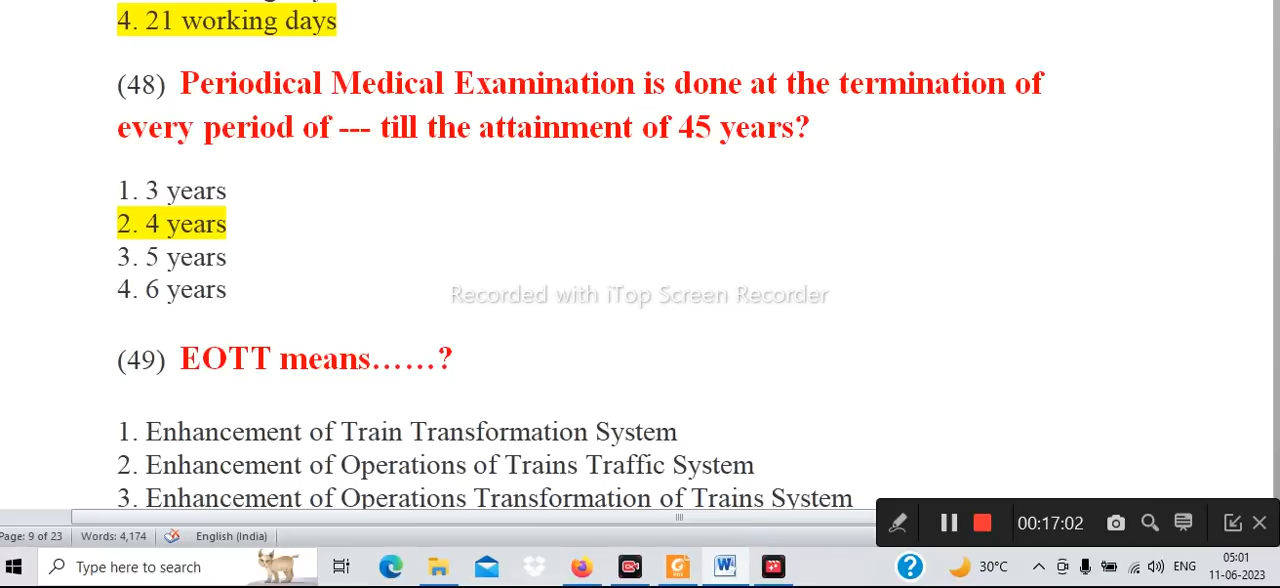 4. 21 working days
(48) Periodical Medical Examination is done at the termination of
every period of --- till the attainment of 45 years?
1. 3 years
2. 4 years
3. 5 years
4. 6 years
Recorded with iTop Screen Recorder
(49) EOTT means......?
1. Enhancement of Train Transformation System
2. Enhancement of Operations of Trains Traffic System
3. Enhancement of Operations Transformation of Trains System
00:17:02
Page: 9 of 23 Words: 4,174 English (India)
Type here to search
30°C ENG
05:01
11-06-2023